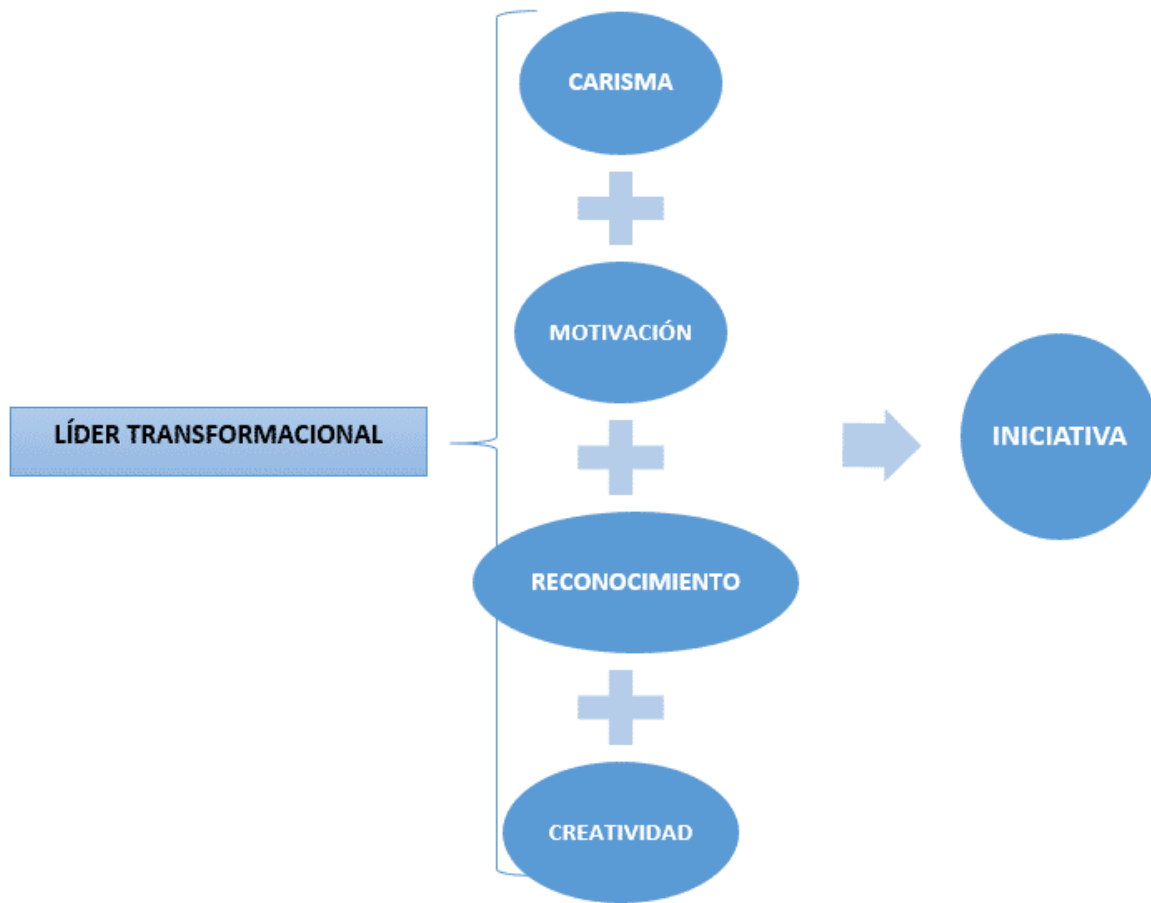 CARISMA
MOTIVACIÓN
LÍDER TRANSFORMACIONAL
INICIATIVA
RECONOCIMIENTO
CREATIVIDAD